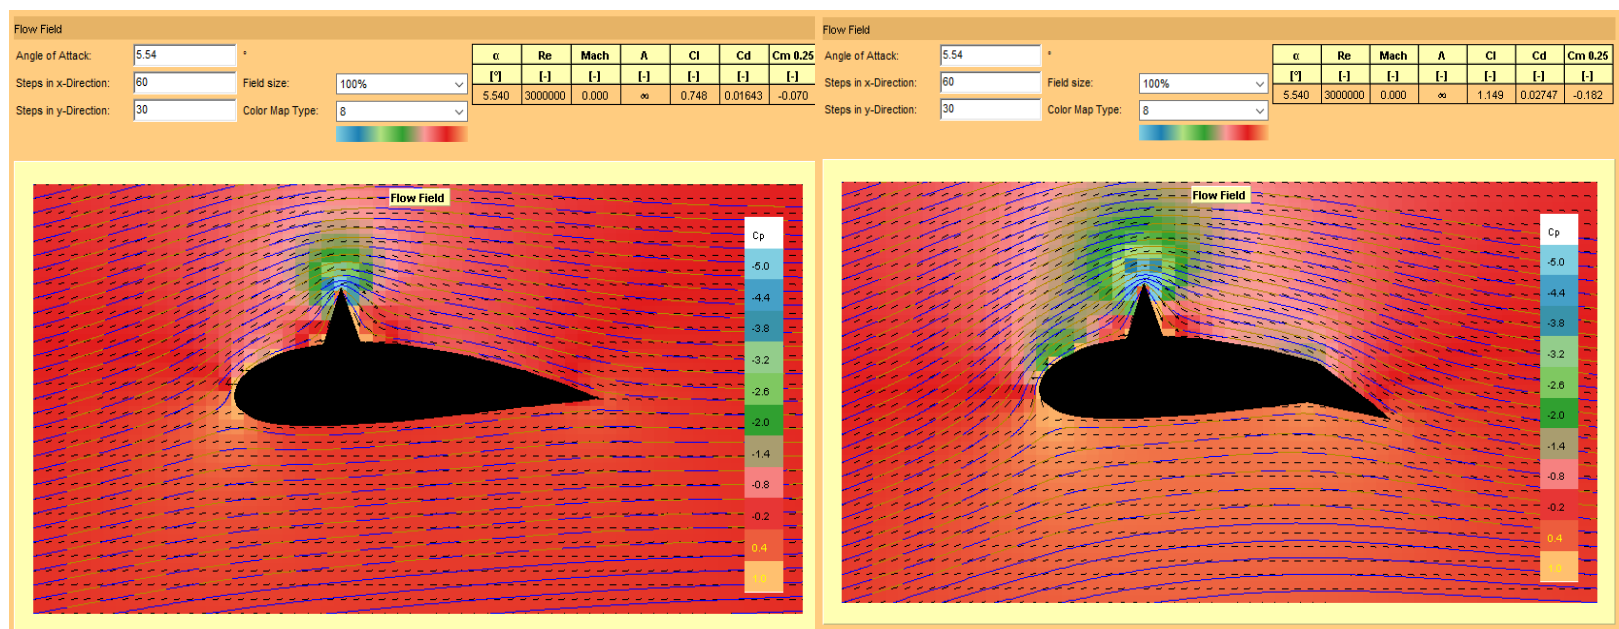 Flow Field
Angle of Attack: 5.54 °
Steps in x-Direction: 60 Field size: 100%
Steps in y-Direction: 30 Color Map Type: 8
α Re Mach A Cl Cd Cm 0.25
[°] [-] [-] [-] [-] [-] [-]
5.540 3000000 0.000 ∞ 0.748 0.01643 -0.070
Flow Field
Cp
-5.0
-4.4
-3.8
-3.2
-2.6
-2.0
-1.4
-0.8
-0.2
0.4
1.0
Flow Field
Angle of Attack: 5.54 °
Steps in x-Direction: 60 Field size: 100%
Steps in y-Direction: 30 Color Map Type: 8
α Re Mach A Cl Cd Cm 0.25
[°] [-] [-] [-] [-] [-] [-]
5.540 3000000 0.000 ∞ 1.149 0.02747 -0.182
Flow Field
Cp
-5.0
-4.4
-3.8
-3.2
-2.6
-2.0
-1.4
-0.8
-0.2
0.4
1.0